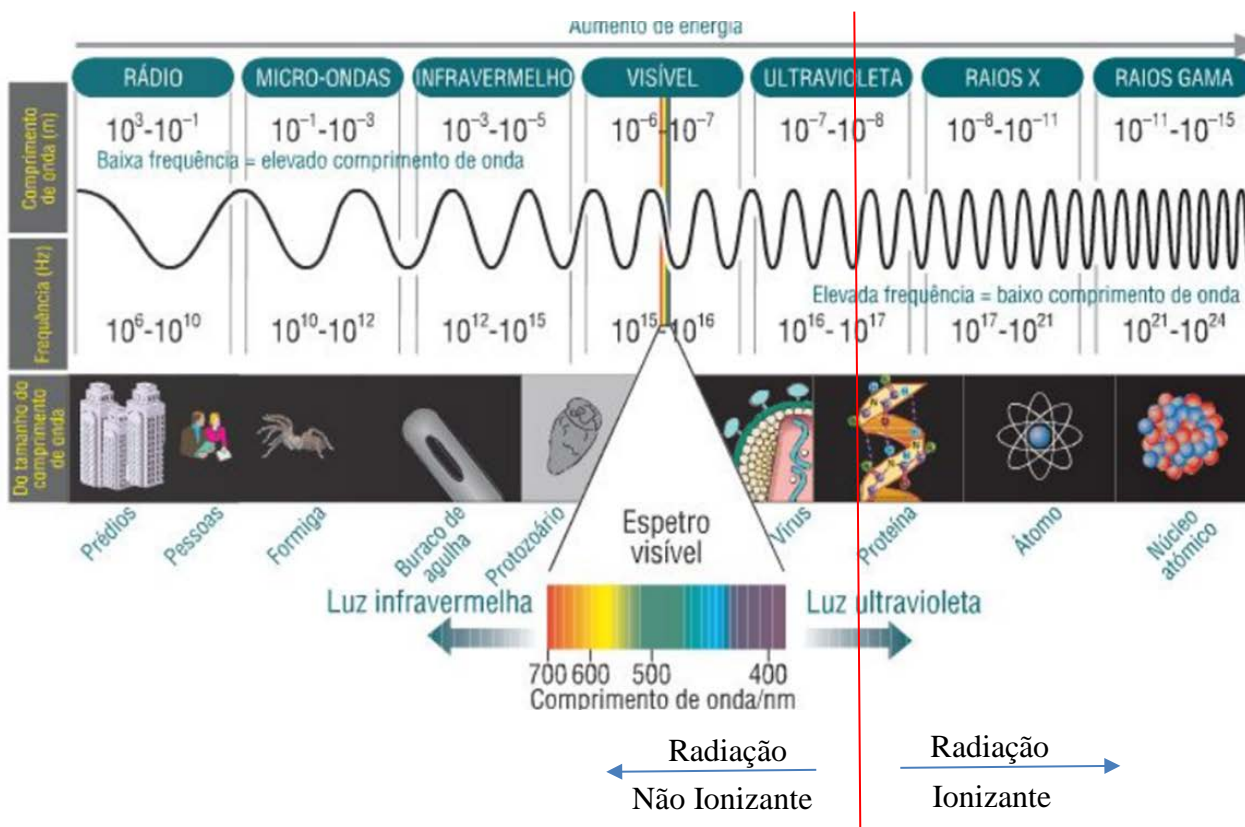 Aumento de energia
RÁDIO MICRO-ONDAS INFRAVERMELHO VISÍVEL ULTRAVIOLETA RAIOS X RAIOS GAMA
Comprimento
de onda (m)
10³-10⁻¹ 10⁻¹-10⁻³ 10⁻³-10⁻⁵ 10⁻⁶-10⁻⁷ 10⁻⁷-10⁻⁸ 10⁻⁸-10⁻¹¹ 10⁻¹¹-10⁻¹⁵
Baixa frequência = elevado comprimento de onda
Frequência (Hz)
Elevada frequência = baixo comprimento de onda
10⁶-10¹⁰ 10¹⁰-10¹² 10¹²-10¹⁵ 10¹⁵-10¹⁶ 10¹⁶-10¹⁷ 10¹⁷-10²¹ 10²¹-10²⁴
Do tamanho do
comprimento
de onda
N N N N
Prédios Pessoas Formiga Buraco de
agulha Protozoário Vírus Proteína Átomo Núcleo
atómico
Espetro
visível
Luz infravermelha Luz ultravioleta
700 600 500 400
Comprimento de onda/nm
Radiação Radiação
Não Ionizante Ionizante